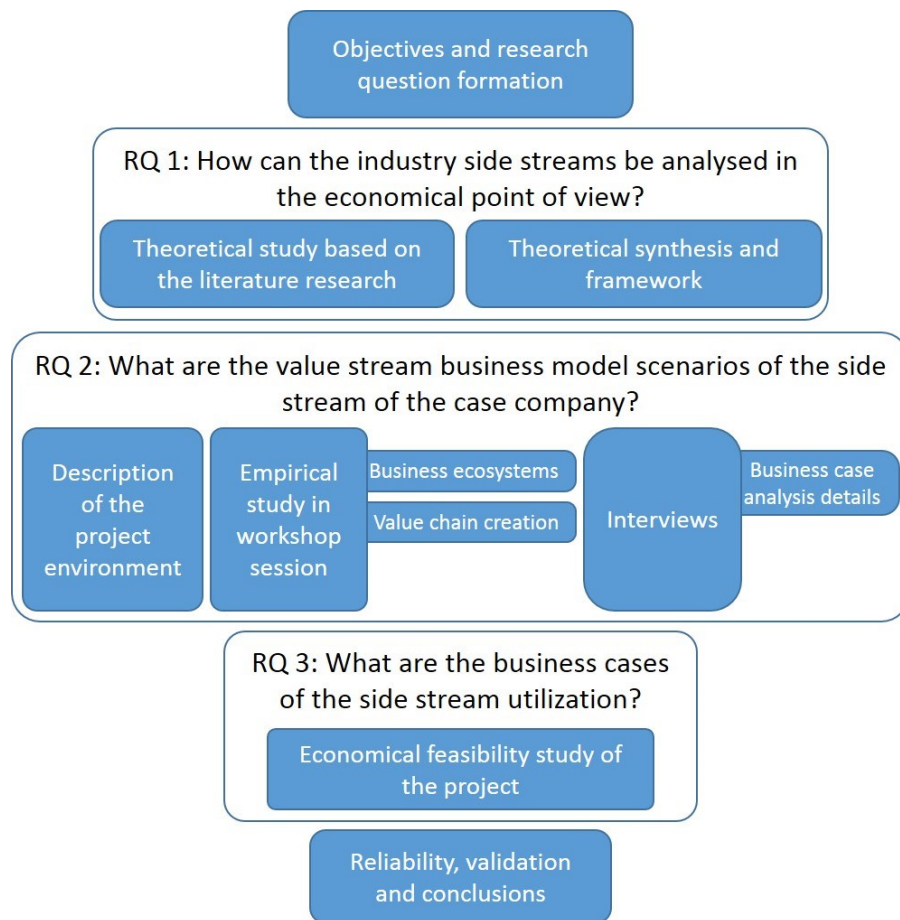 Objectives and research
question formation
RQ 1: How can the industry side streams be analysed in
the economical point of view?
Theoretical study based on
the literature research
Theoretical synthesis and
framework
RQ 2: What are the value stream business model scenarios of the side
stream of the case company?
Description
of the
project
environment
Empirical
study in
workshop
session
Business ecosystems
Value chain creation
Interviews
Business case
analysis details
RQ 3: What are the business cases
of the side stream utilization?
Economical feasibility study of
the project
Reliability, validation
and conclusions